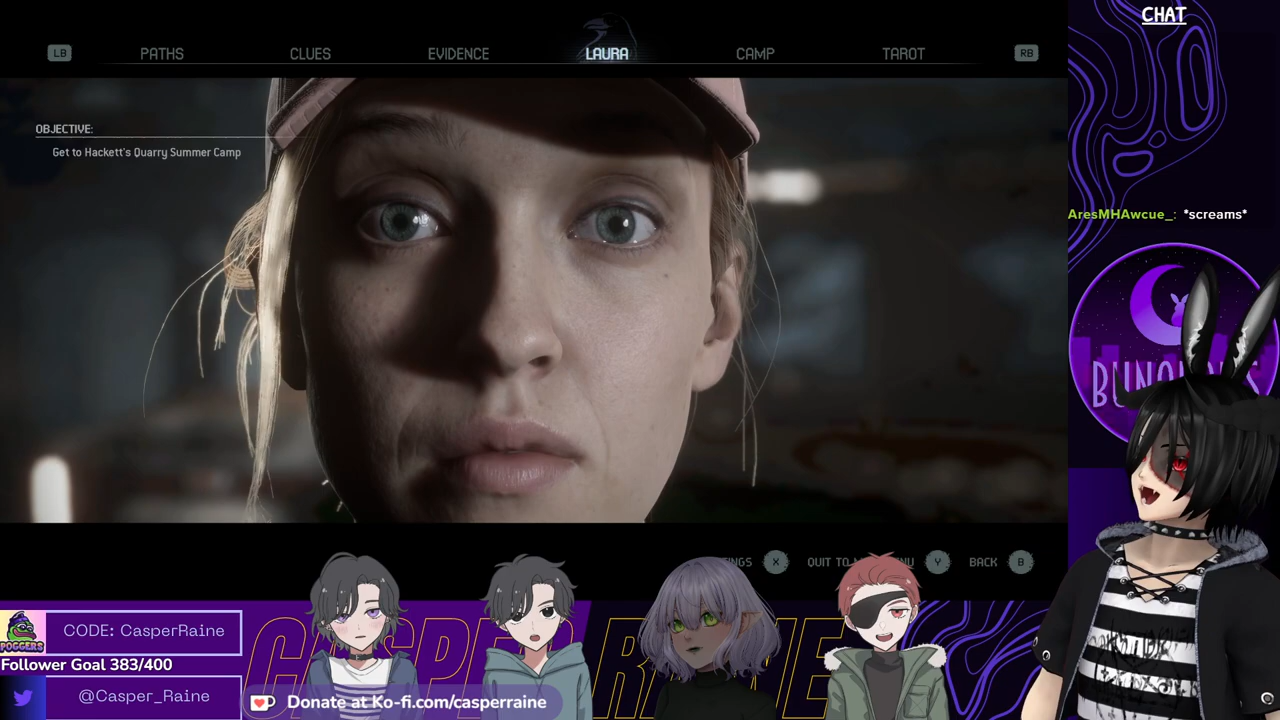 CHAT
LB
PATHS
CLUES
EVIDENCE
LAURA
CAMP
TAROT
RB
OBJECTIVE:
Get to Hackett's Quarry Summer Camp
AresMHAwcue_: *screams*
X
QUIT TO
Y
BACK
B
POGGERS
CODE: CasperRaine
Follower Goal 383/400
@Casper_Raine
Donate at Ko-fi.com/casperraine